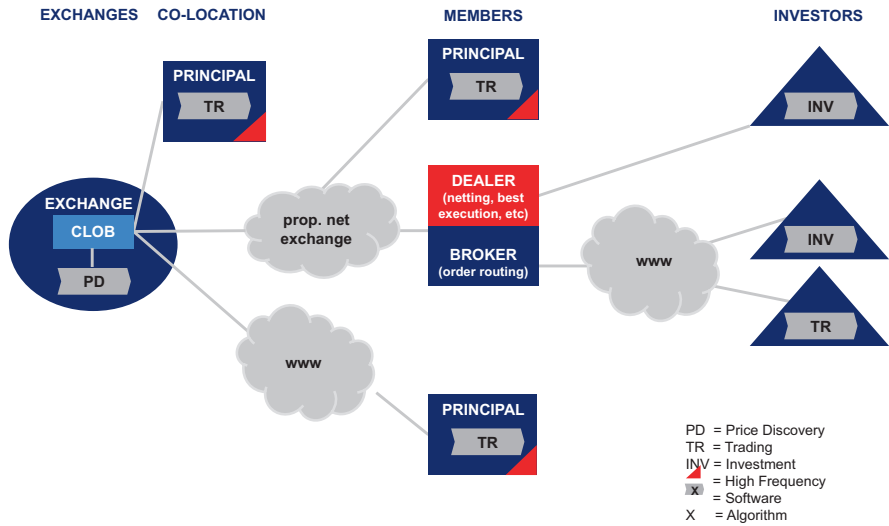 EXCHANGES CO-LOCATION MEMBERS INVESTORS
PRINCIPAL
TR
PRINCIPAL
TR
INV
EXCHANGE
CLOB
PD
prop. net
exchange
DEALER
(netting, best
execution, etc)
BROKER
(order routing)
www
INV
TR
www
PRINCIPAL
TR
PD = Price Discovery
TR = Trading
INV = Investment
= High Frequency
X = Software
X = Algorithm